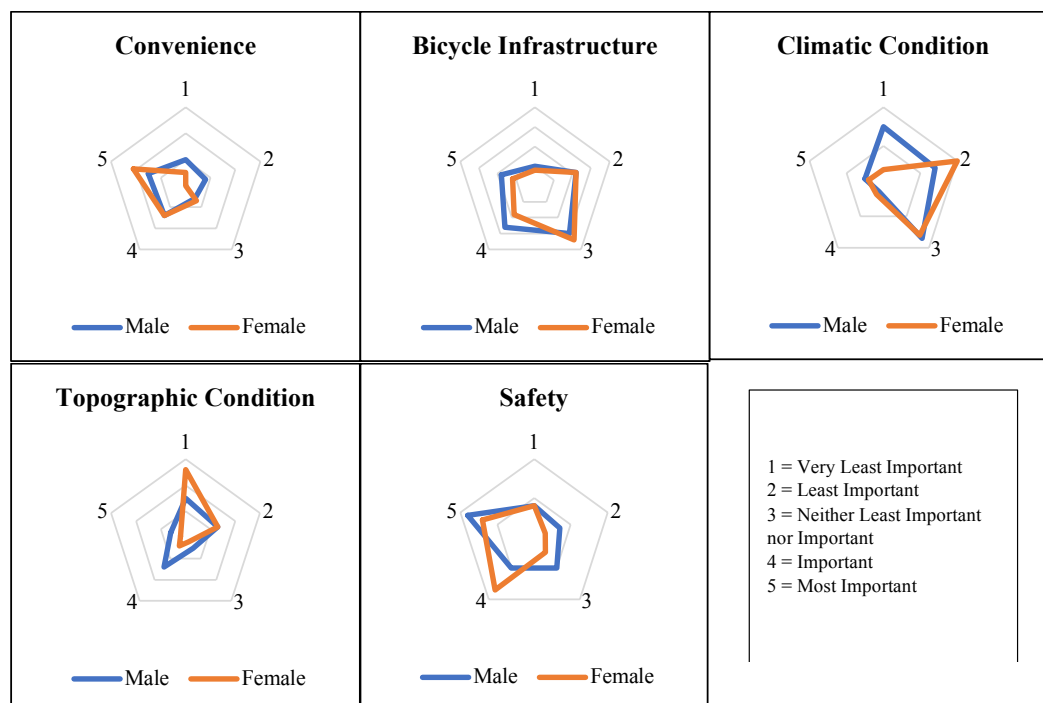 Convenience
1
2
3
4
5
Male Female
Bicycle Infrastructure
1
2
3
4
5
Male Female
Climatic Condition
1
2
3
4
5
Male Female
Topographic Condition
1
2
3
4
5
Male Female
Safety
1
2
3
4
5
Male Female
1 = Very Least Important
2 = Least Important
3 = Neither Least Important
nor Important
4 = Important
5 = Most Important